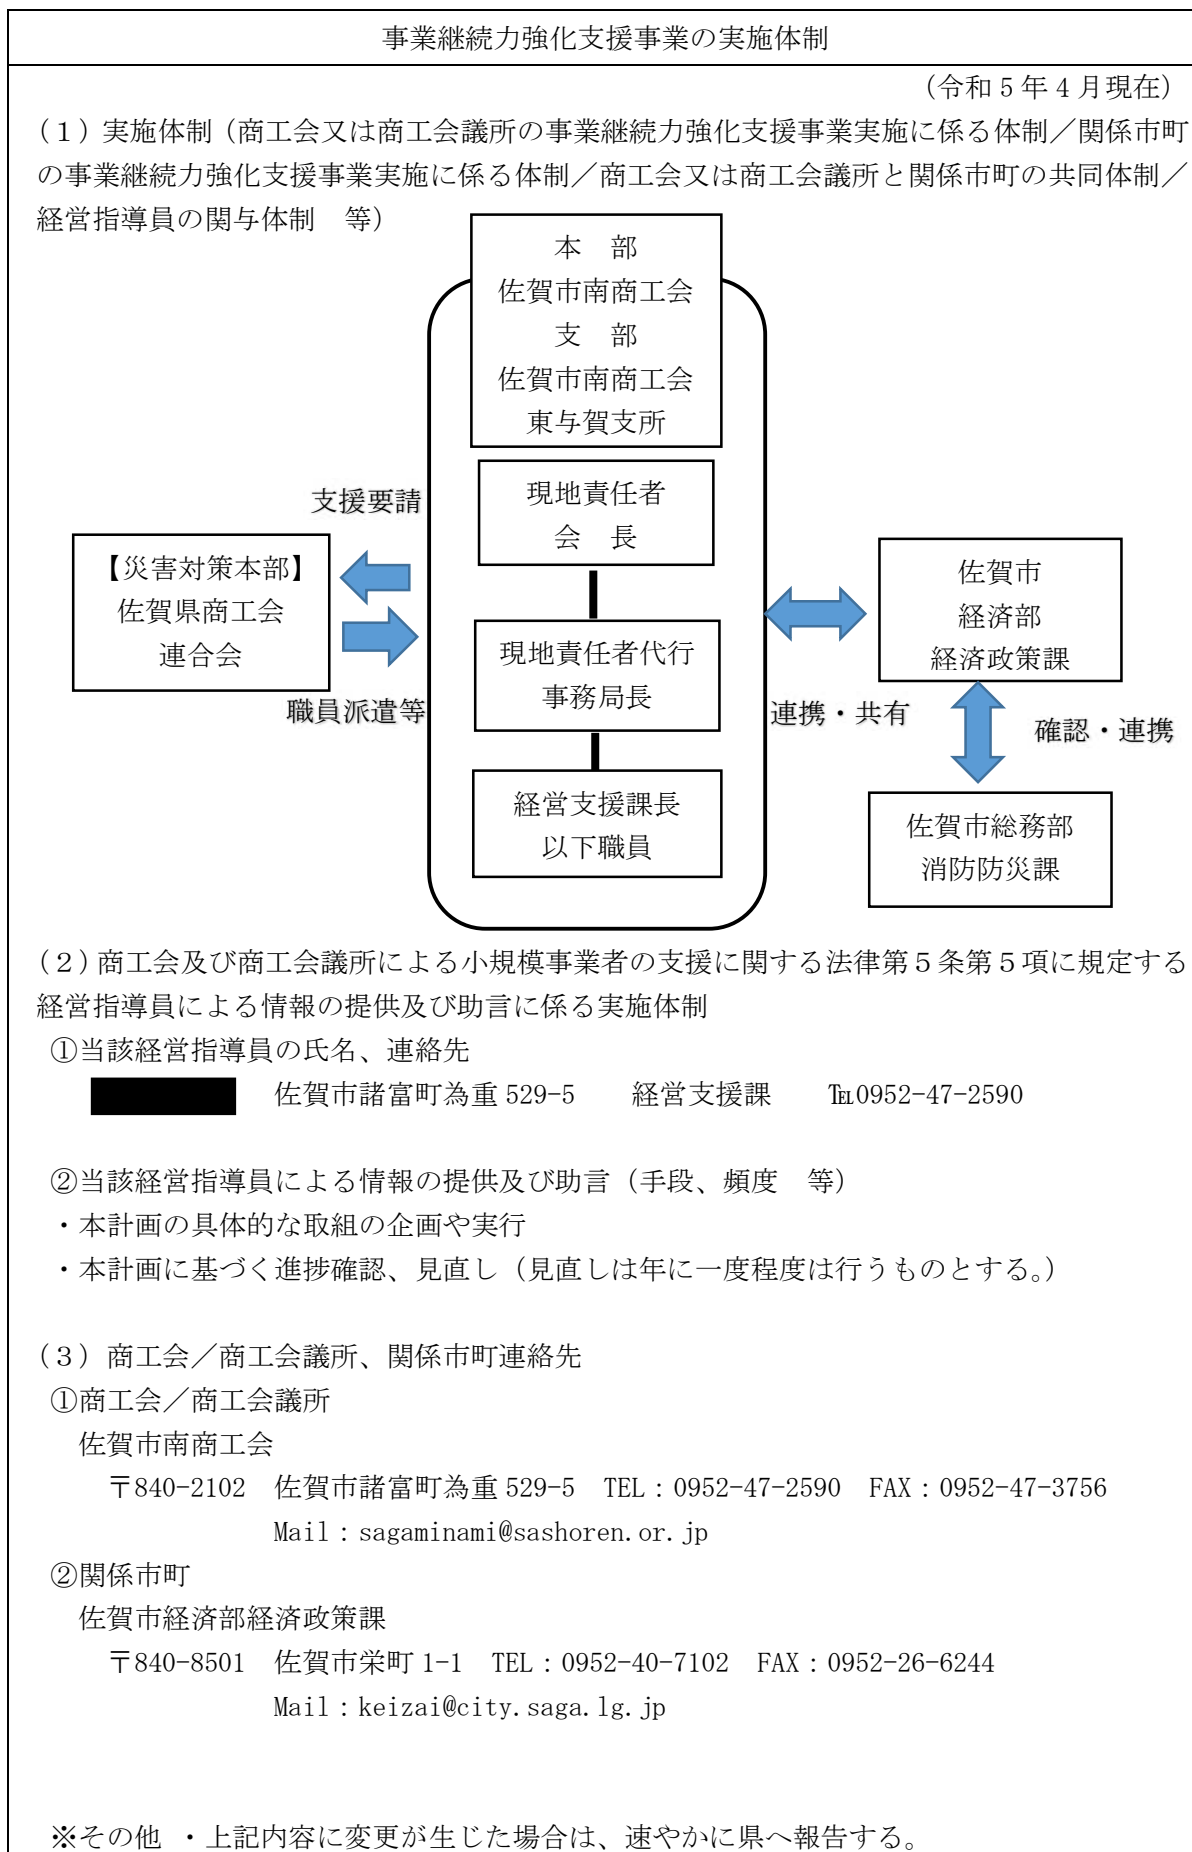 事業継続力強化支援事業の実施体制
（令和5年4月現在）
（１）実施体制（商工会又は商工会議所の事業継続力強化支援事業実施に係る体制／関係市町
の事業継続力強化支援事業実施に係る体制／商工会又は商工会議所と関係市町の共同体制／
経営指導員の関与体制　等）
本　部
佐賀市南商工会
支　部
佐賀市南商工会
東与賀支所
支援要請
【災害対策本部】
佐賀県商工会
連合会
職員派遣等
現地責任者
会　長
現地責任者代行
事務局長
経営支援課長
以下職員
連携・共有
佐賀市
経済部
経済政策課
確認・連携
佐賀市総務部
消防防災課
（２）商工会及び商工会議所による小規模事業者の支援に関する法律第５条第５項に規定する
経営指導員による情報の提供及び助言に係る実施体制
①当該経営指導員の氏名、連絡先
佐賀市諸富町為重 529-5　　経営支援課　　℡0952-47-2590
②当該経営指導員による情報の提供及び助言（手段、頻度　等）
・本計画の具体的な取組の企画や実行
・本計画に基づく進捗確認、見直し（見直しは年に一度程度は行うものとする。）
（３）商工会／商工会議所、関係市町連絡先
①商工会／商工会議所
佐賀市南商工会
〒840-2102　佐賀市諸富町為重 529-5　TEL：0952-47-2590　FAX：0952-47-3756
Mail：sagaminami@sashoren.or.jp
②関係市町
佐賀市経済部経済政策課
〒840-8501　佐賀市栄町 1-1　TEL：0952-40-7102　FAX：0952-26-6244
Mail：keizai@city.saga.lg.jp
※その他　・上記内容に変更が生じた場合は、速やかに県へ報告する。